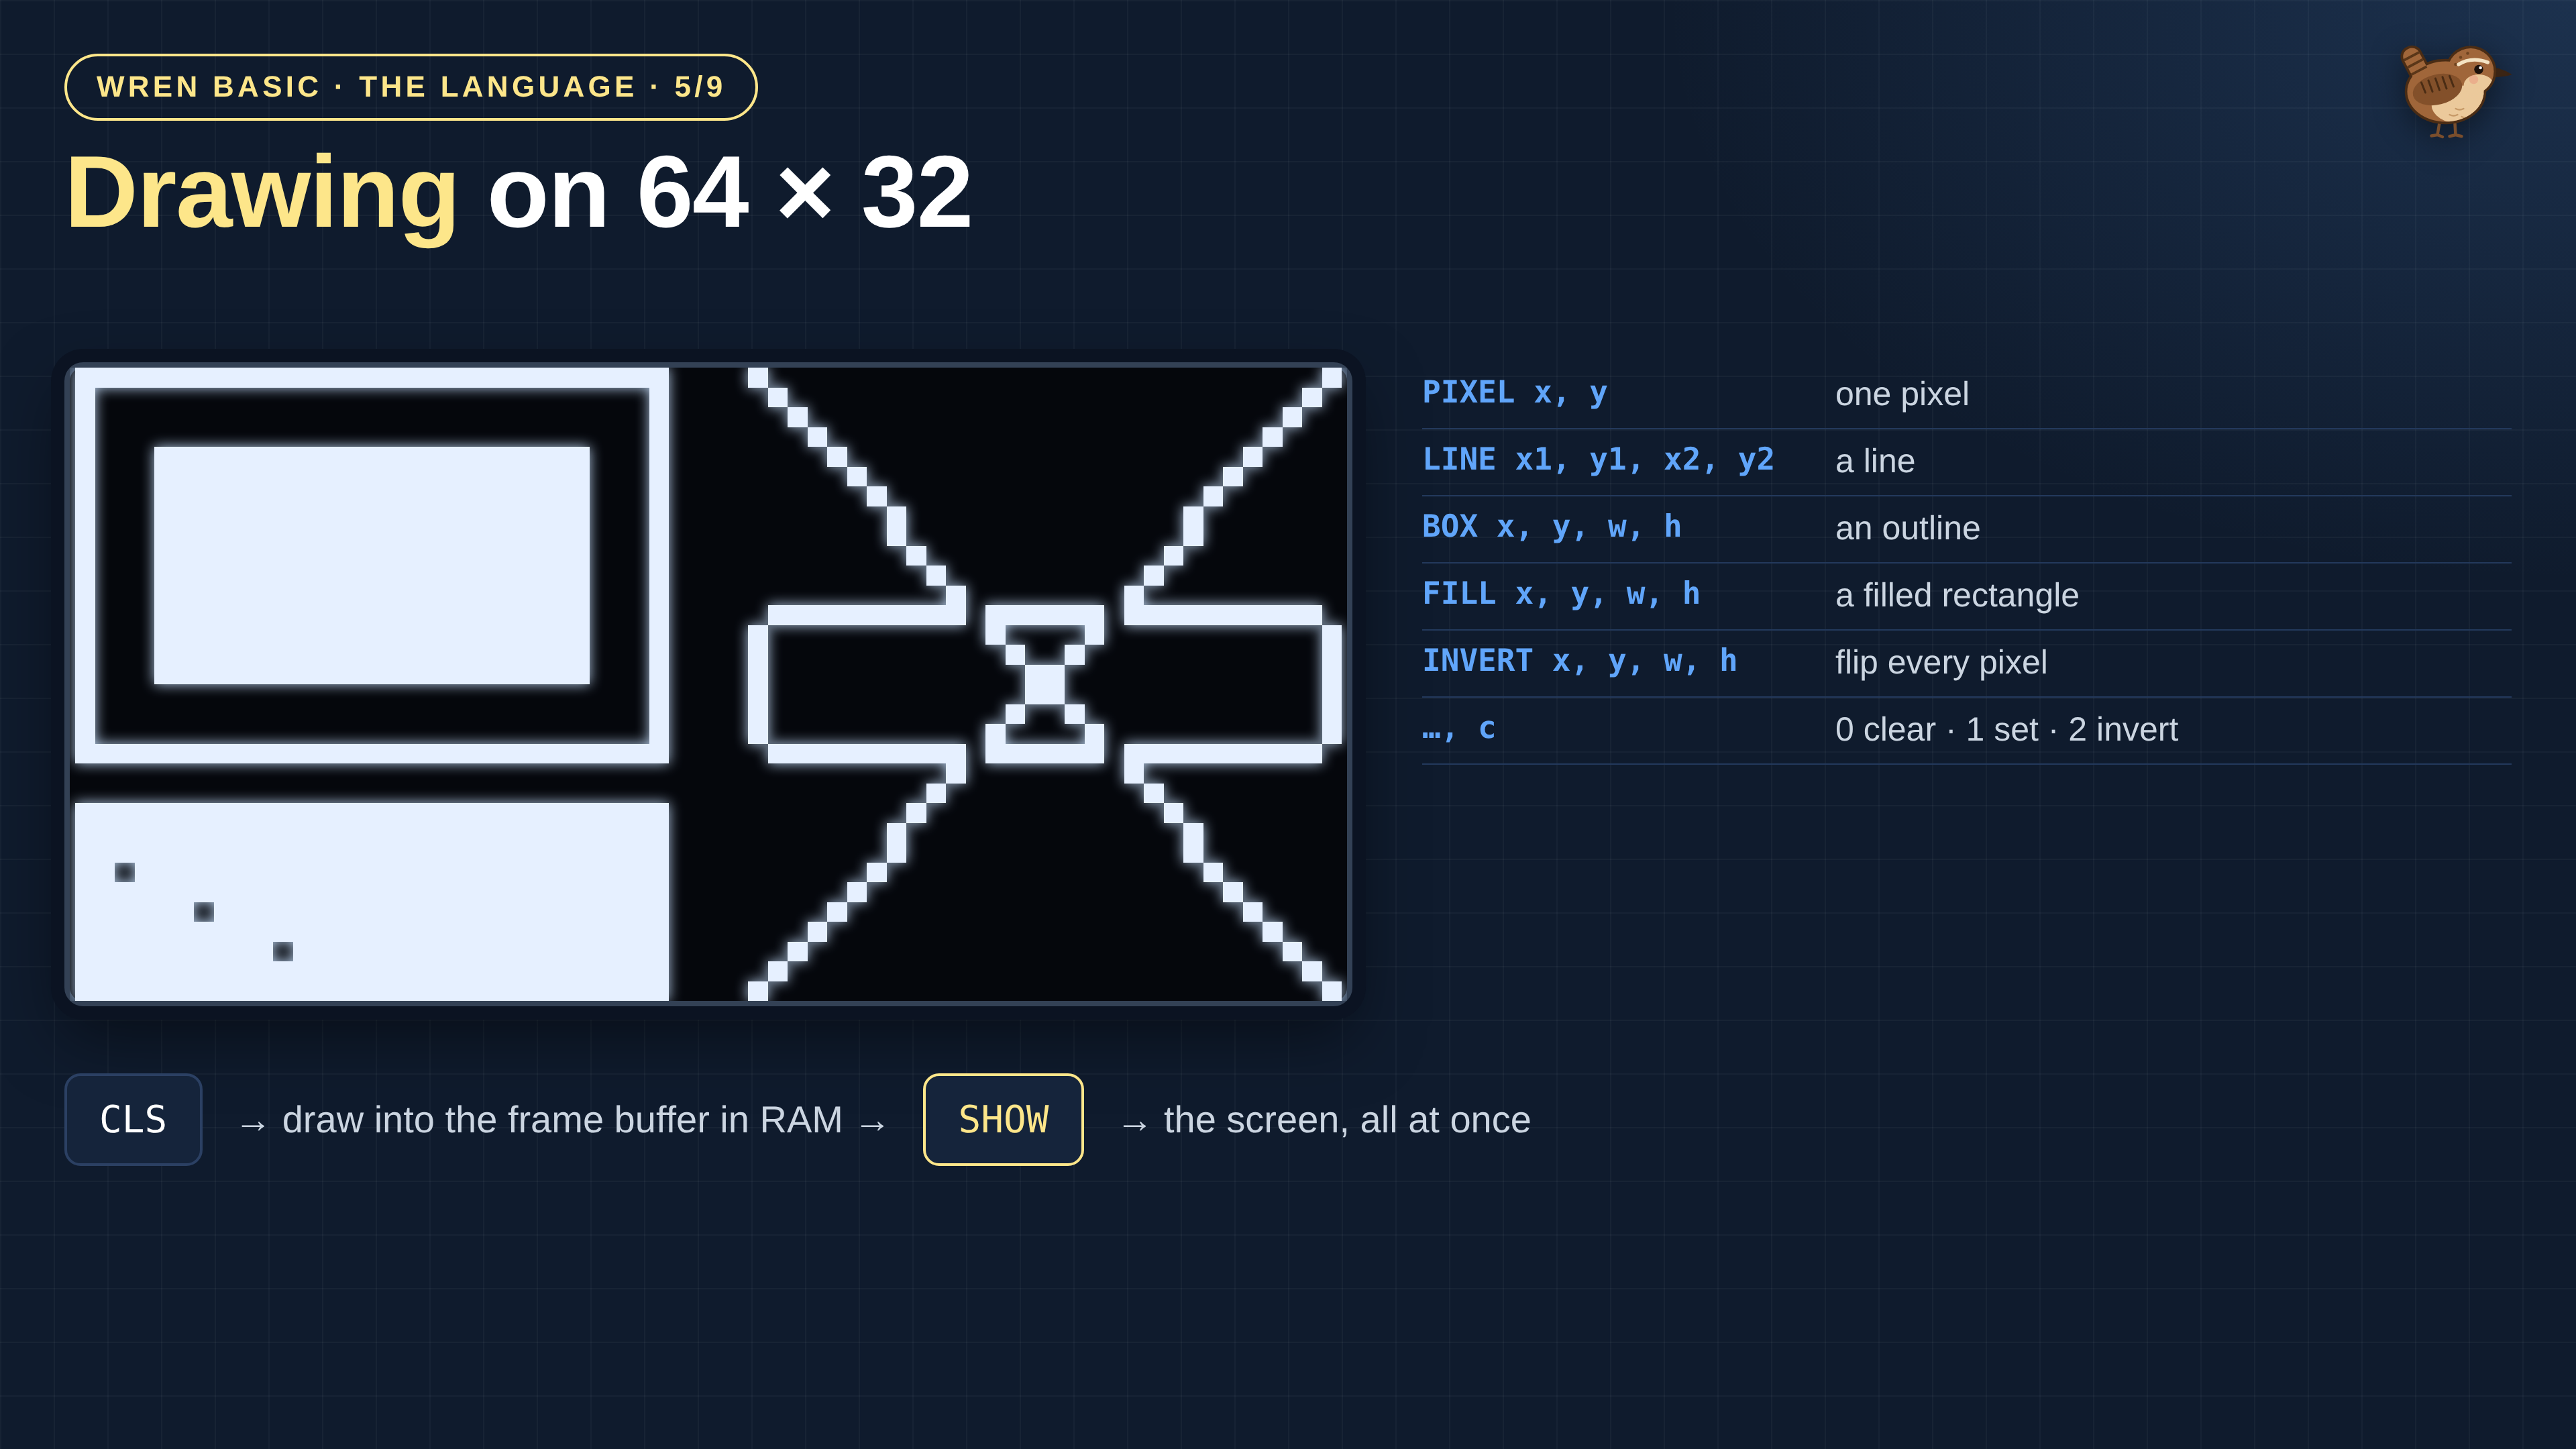 WREN BASIC · THE LANGUAGE · 5/9
Drawing on 64 × 32
PIXEL x, y one pixel
LINE x1, y1, x2, y2 a line
BOX x, y, w, h an outline
FILL x, y, w, h a filled rectangle
INVERT x, y, w, h flip every pixel
…, c 0 clear · 1 set · 2 invert
CLS → draw into the frame buffer in RAM → SHOW → the screen, all at once